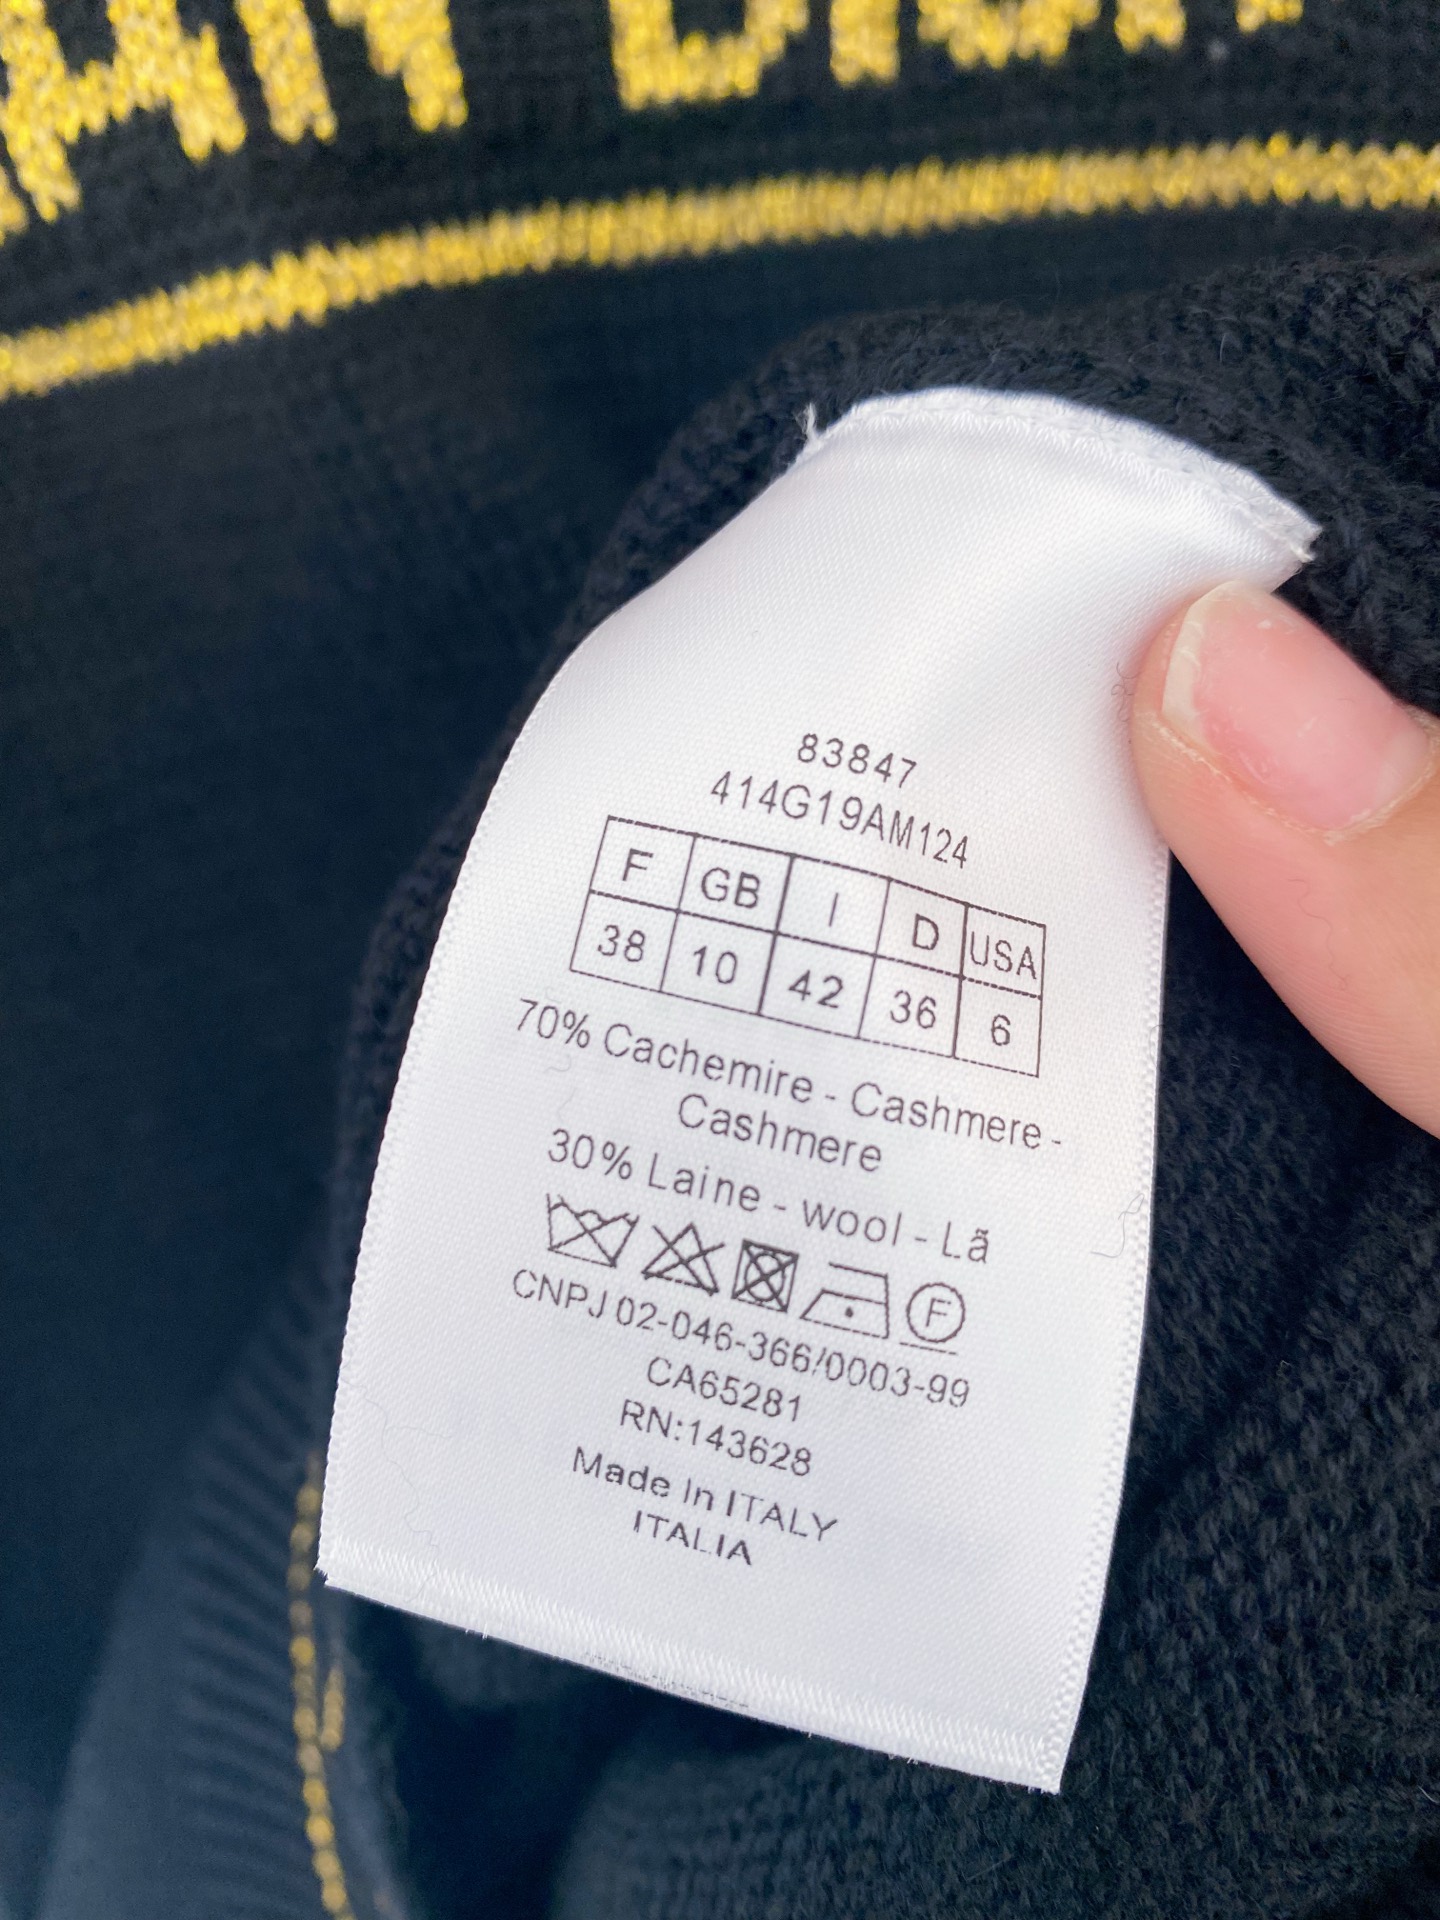 83847
414G19AM124
F GB I D USA
38 10 42 36 6
70% Cachemire - Cashmere -
Cashmere
30% Laine - wool - Lã
F
CNPJ 02-046-366/0003-99
CA65281
RN:143628
Made In ITALY
ITALIA